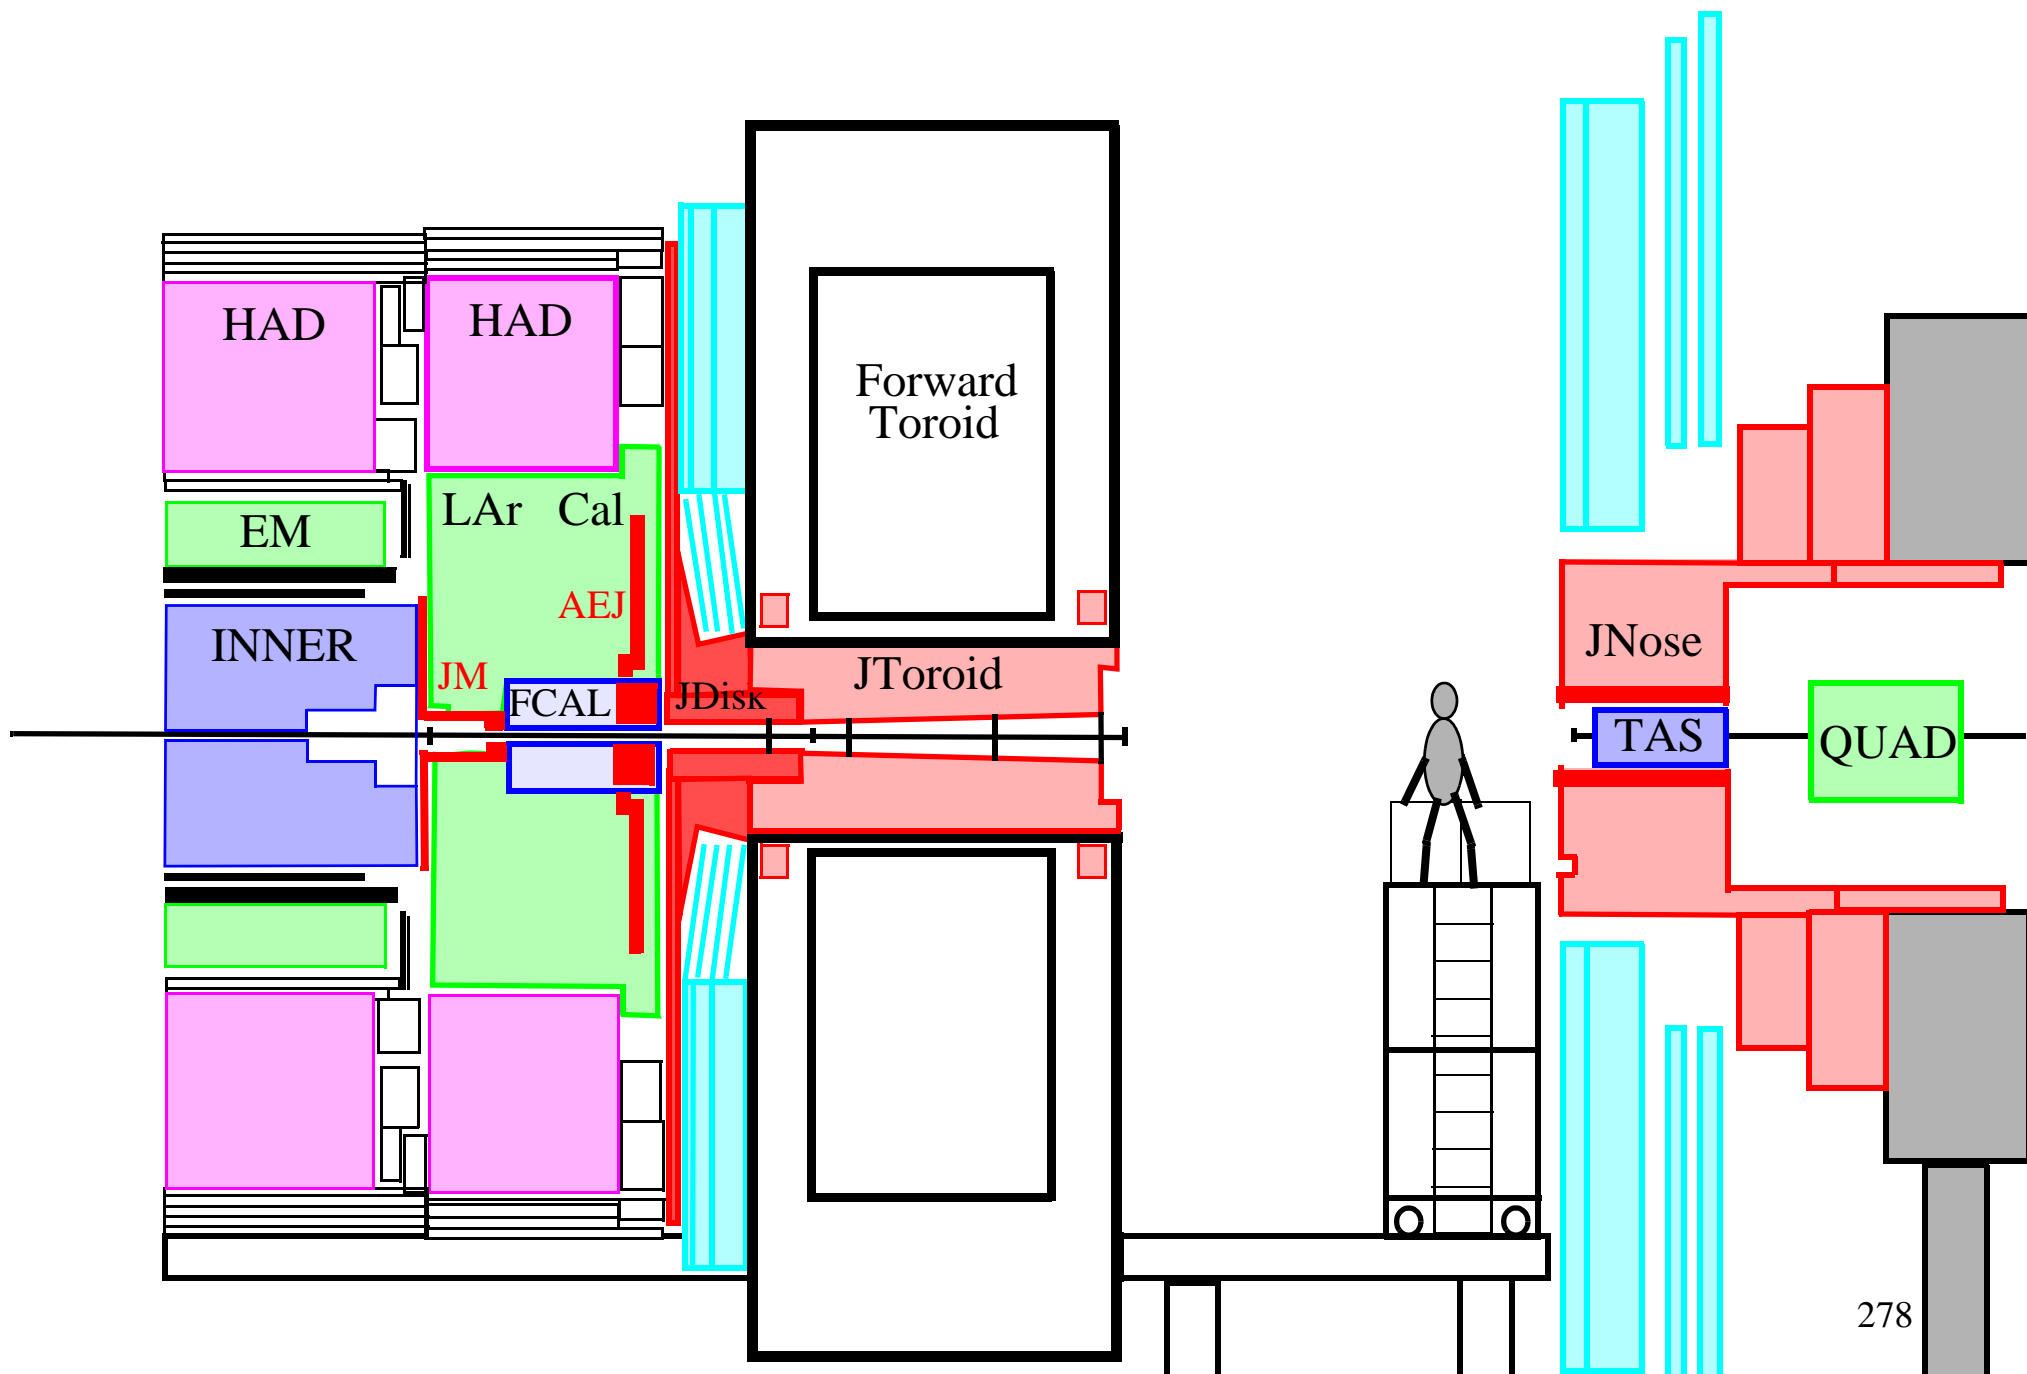 HAD
HAD
Forward
Toroid
LAr Cal
EM
AEJ
INNER
JM
FCAL
JDisk
JToroid
JNose
TAS
QUAD
278